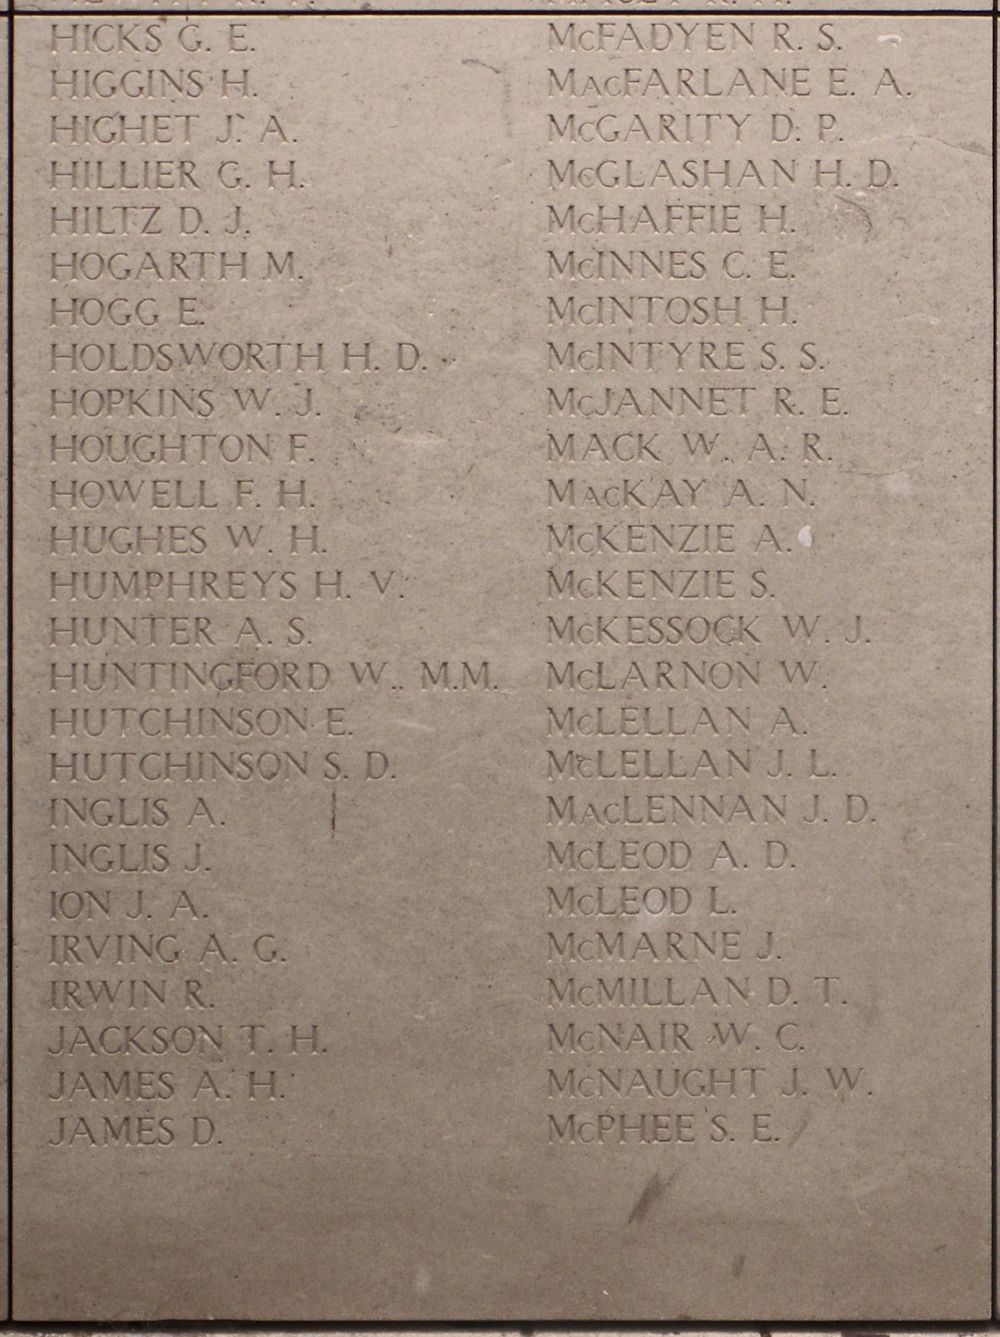 HICKS G. E.
HIGGINS H.
HIGHET J. A.
HILLIER G. H.
HILTZ D. J.
HOGARTH M.
HOGG E.
HOLDSWORTH H. D.
HOPKINS W. J.
HOUGHTON F.
HOWELL F. H.
HUGHES W. H.
HUMPHREYS H. V.
HUNTER A. S.
HUNTINGFORD W., M.M.
HUTCHINSON E.
HUTCHINSON S. D.
INGLIS A.
INGLIS J.
ION J. A.
IRVING A. G.
IRWIN R.
JACKSON T. H.
JAMES A. H.
JAMES D.
McFADYEN R. S.
MacFARLANE E. A.
McGARITY D. P.
McGLASHAN H. D.
McHAFFIE H.
McINNES C. E.
McINTOSH H.
McINTYRE S. S.
McJANNET R. E.
MACK W. A. R.
MacKAY A. N.
McKENZIE A.
McKENZIE S.
McKESSOCK W. J.
McLARNON W.
McLELLAN A.
McLELLAN J. L.
MacLENNAN J. D.
McLEOD A. D.
McLEOD L.
McMARNE J.
McMILLAN D. T.
McNAIR W. C.
McNAUGHT J. W.
McPHEE S. E.